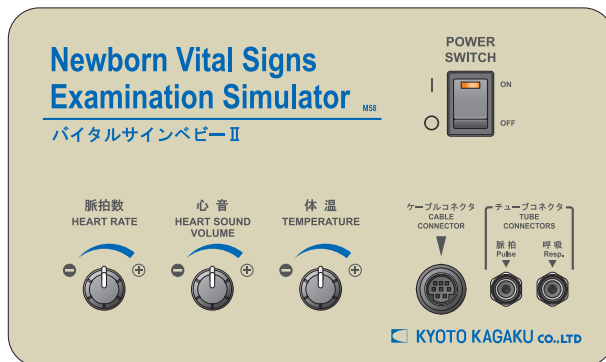 Newborn Vital Signs
Examination Simulator M58
バイタルサインベビーⅡ
POWER
SWITCH
ON
OFF
脈拍数
HEART RATE
心 音
HEART SOUND
VOLUME
体 温
TEMPERATURE
ケーブルコネクタ
CABLE
CONNECTOR
チューブコネクタ
TUBE
CONNECTORS
脈 拍
Pulse
呼 吸
Resp.
KYOTO KAGAKU CO.,LTD